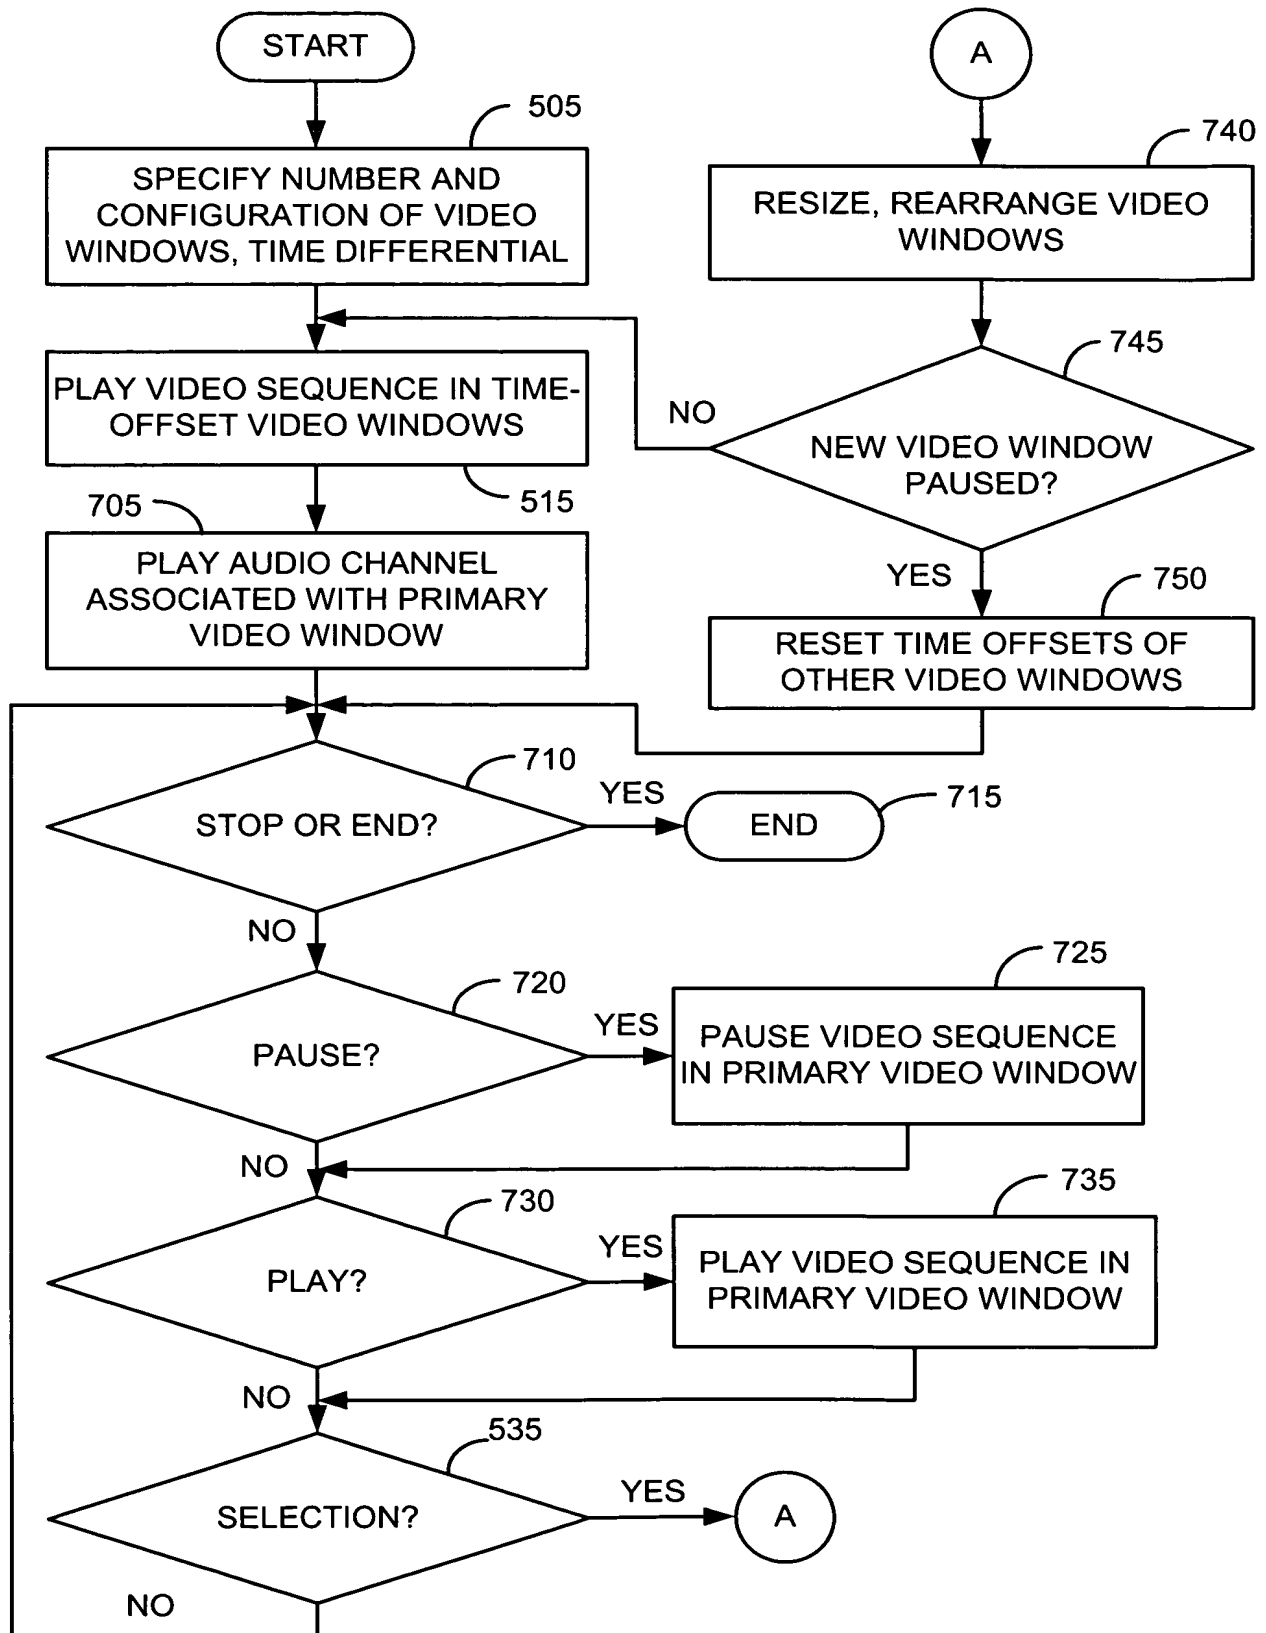 START
505
SPECIFY NUMBER AND
CONFIGURATION OF VIDEO
WINDOWS, TIME DIFFERENTIAL
PLAY VIDEO SEQUENCE IN TIME-
OFFSET VIDEO WINDOWS
515
705
PLAY AUDIO CHANNEL
ASSOCIATED WITH PRIMARY
VIDEO WINDOW
710
STOP OR END?
YES
END
715
NO
720
PAUSE?
YES
725
PAUSE VIDEO SEQUENCE
IN PRIMARY VIDEO WINDOW
NO
730
PLAY?
YES
735
PLAY VIDEO SEQUENCE IN
PRIMARY VIDEO WINDOW
NO
535
SELECTION?
YES
A
NO
A
740
RESIZE, REARRANGE VIDEO
WINDOWS
745
NEW VIDEO WINDOW
PAUSED?
NO
YES
750
RESET TIME OFFSETS OF
OTHER VIDEO WINDOWS